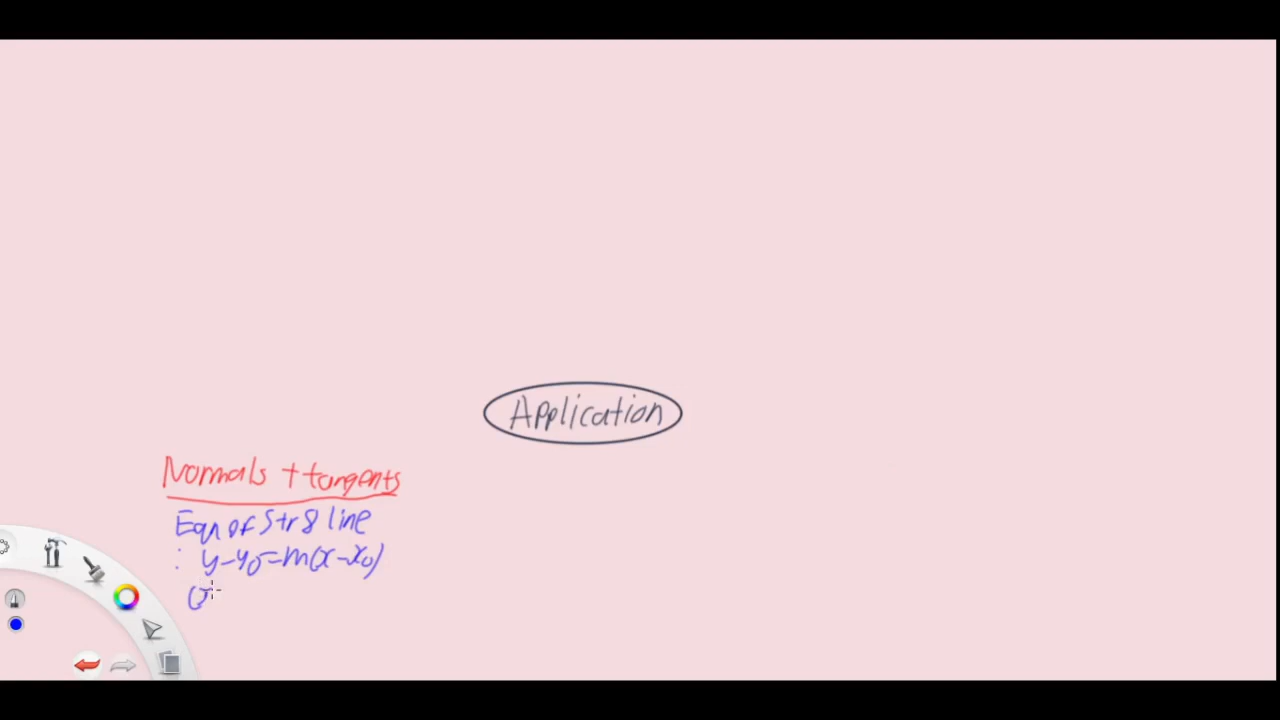 Application
Normals + tangents
Eqn of Str8 line
: y-y₀=m(x-x₀)